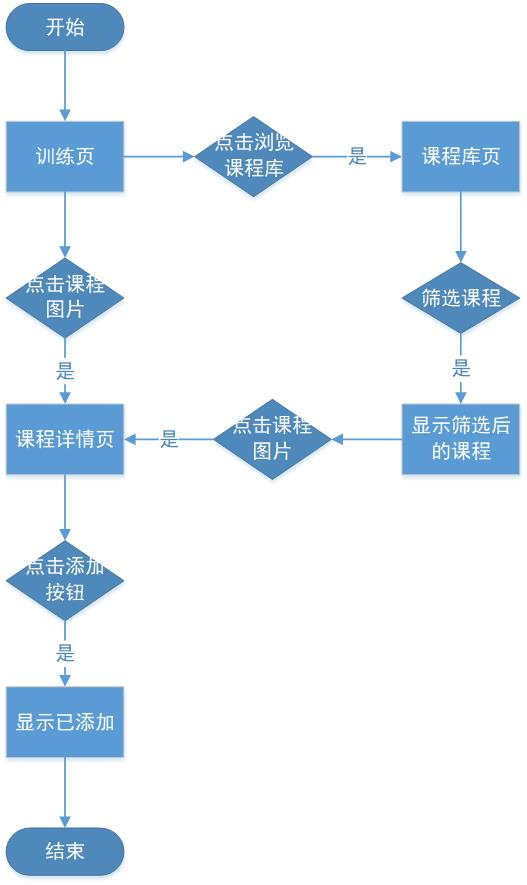 开始
训练页
点击浏览
课程库
是
课程库页
点击课程
图片
筛选课程
是
是
课程详情页
是
点击课程
图片
显示筛选后
的课程
点击添加
按钮
是
显示已添加
结束